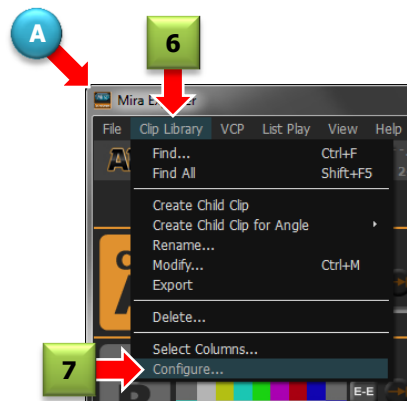 A
6
Mira E
er
File Clip Library VCP List Play View Help
Find... Ctrl+F
Find All Shift+F5
Create Child Clip
Create Child Clip for Angle
Rename...
Modify... Ctrl+M
Export
Delete...
Select Columns...
7
Configure...
E-E